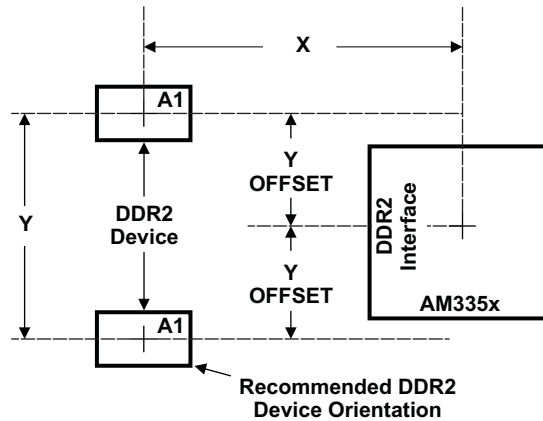 X
A1
Y
OFFSET
Y
DDR2
Device
DDR2
Interface
Y
OFFSET
A1
AM335x
Recommended DDR2
Device Orientation